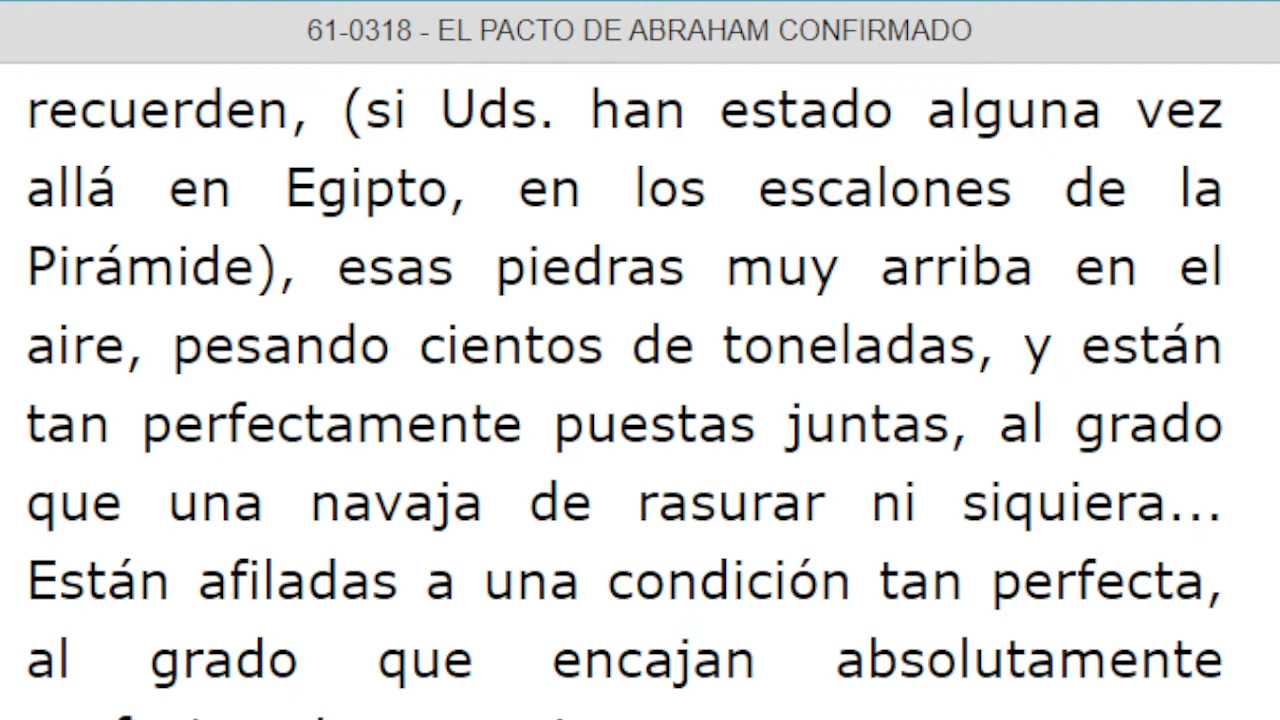 61-0318 - EL PACTO DE ABRAHAM CONFIRMADO
recuerden, (si Uds. han estado alguna vez
allá en Egipto, en los escalones de la
Pirámide), esas piedras muy arriba en el
aire, pesando cientos de toneladas, y están
tan perfectamente puestas juntas, al grado
que una navaja de rasurar ni siquiera...
Están afiladas a una condición tan perfecta,
al grado que encajan absolutamente